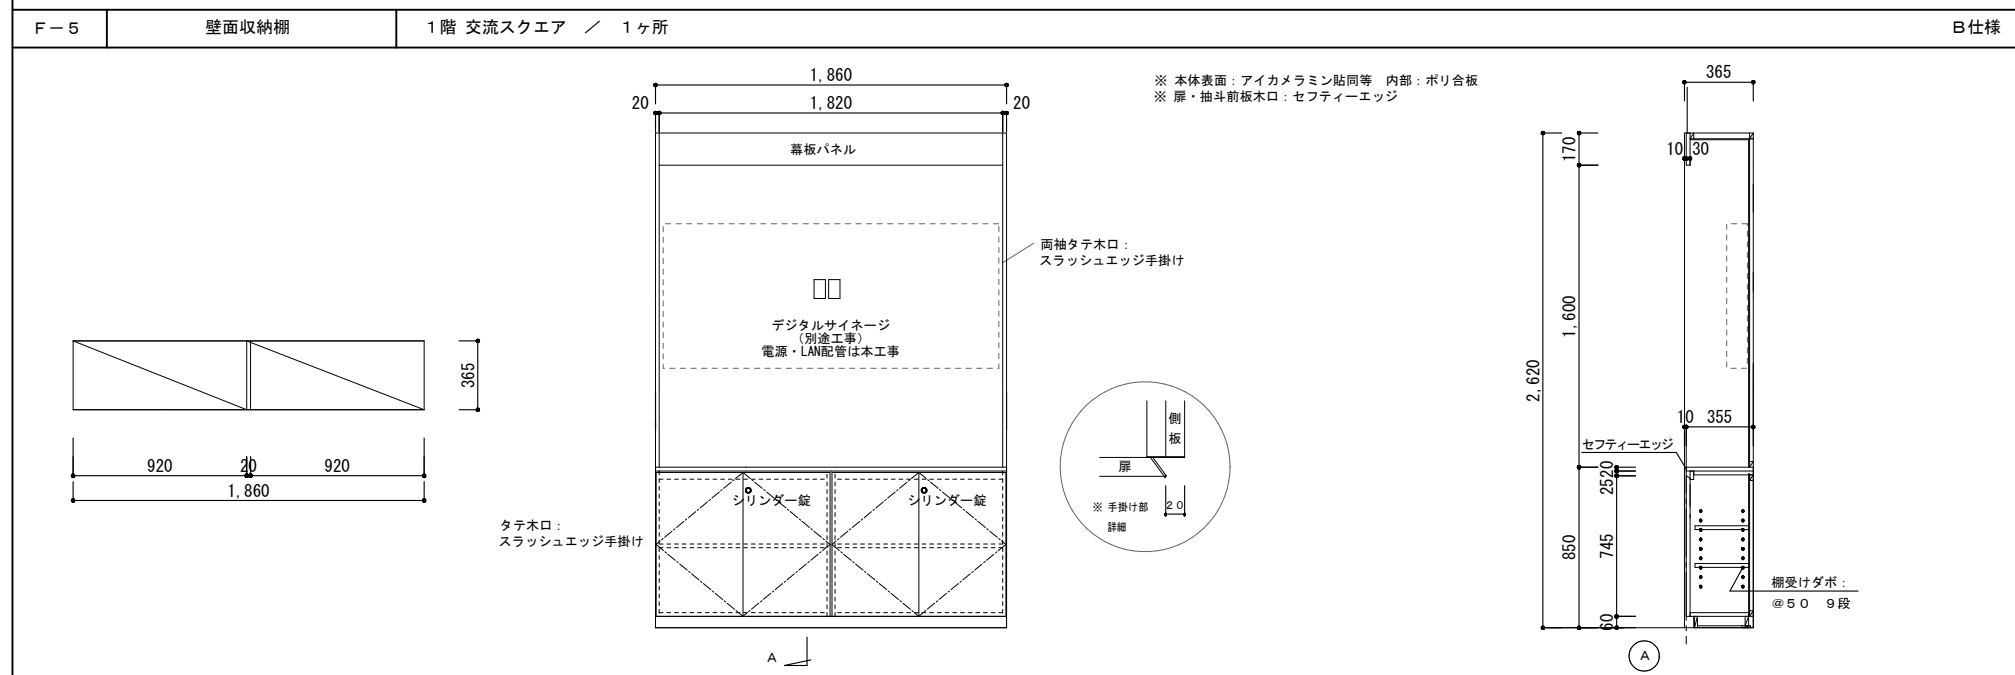 F－5 壁面収納棚 1階 交流スクエア ／ 1ヶ所 B仕様
※ 本体表面：アイカメラミン貼同等 内部：ポリ合板
※ 扉・抽斗前板木口：セフティーエッジ
1,860
20 1,820 20
幕板パネル
両袖タテ木口：
スラッシュエッジ手掛け
デジタルサイネージ
（別途工事）
電源・LAN配管は本工事
365
920 20 920
1,860
シリンダー錠 シリンダー錠
タテ木口：
スラッシュエッジ手掛け
A
側
板
扉
※ 手掛け部
詳細
20
365
170
10 30
1,600
2,620
10 355
セフティーエッジ
20
25
850
745
60
棚受けダボ：
@50 9段
A